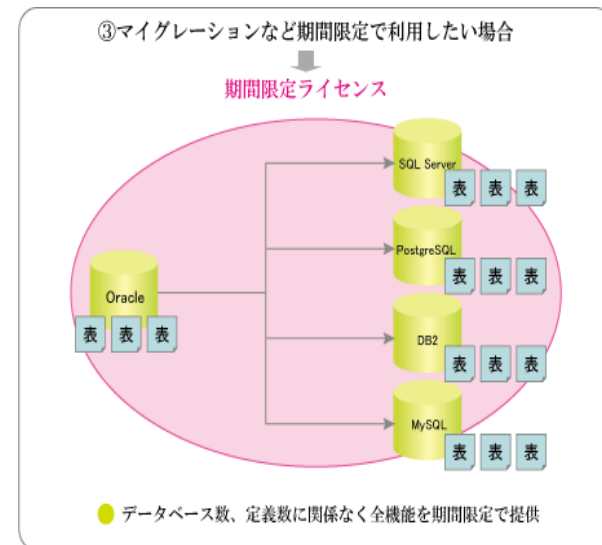 ③マイグレーションなど期間限定で利用したい場合
期間限定ライセンス
SQL Server
表 表 表
PostgreSQL
表 表 表
Oracle
表 表 表
DB2
表 表 表
MySQL
表 表 表
データベース数、定義数に関係なく全機能を期間限定で提供